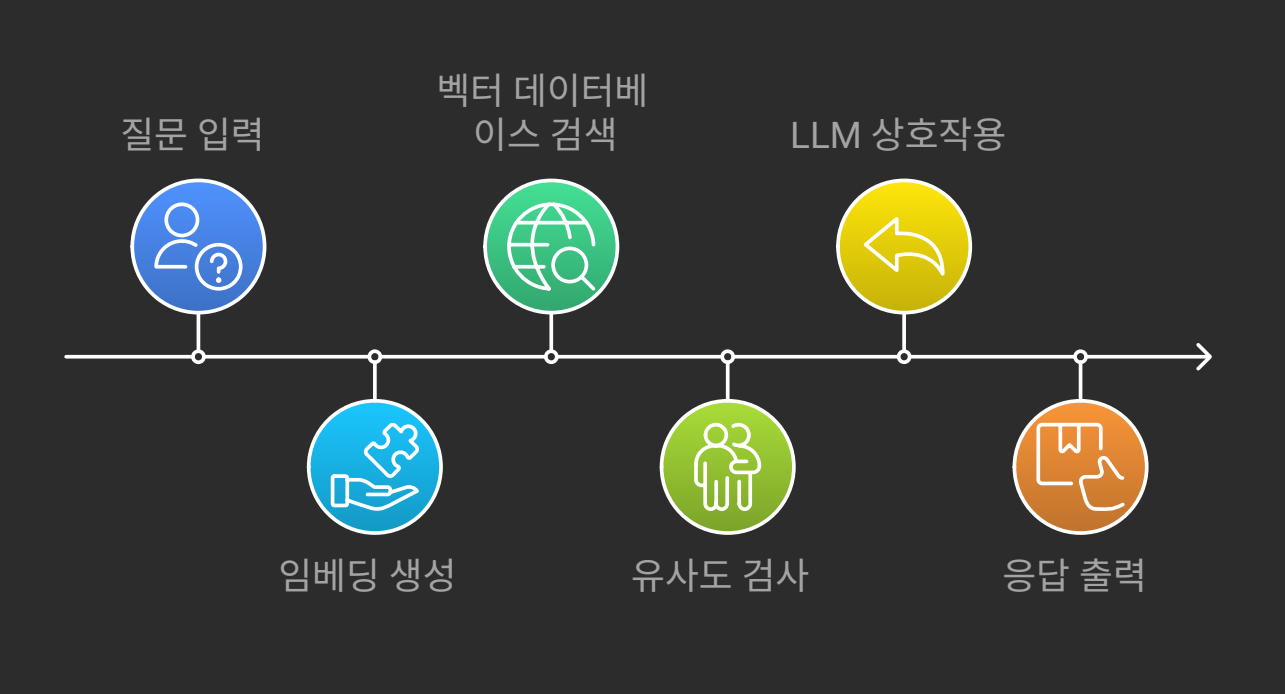 질문 입력
임베딩 생성
벡터 데이터베
이스 검색
유사도 검사
LLM 상호작용
응답 출력